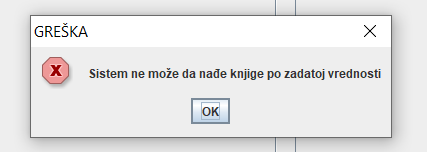 GREŠKA
Sistem ne može da nađe knjige po zadatoj vrednosti
OK